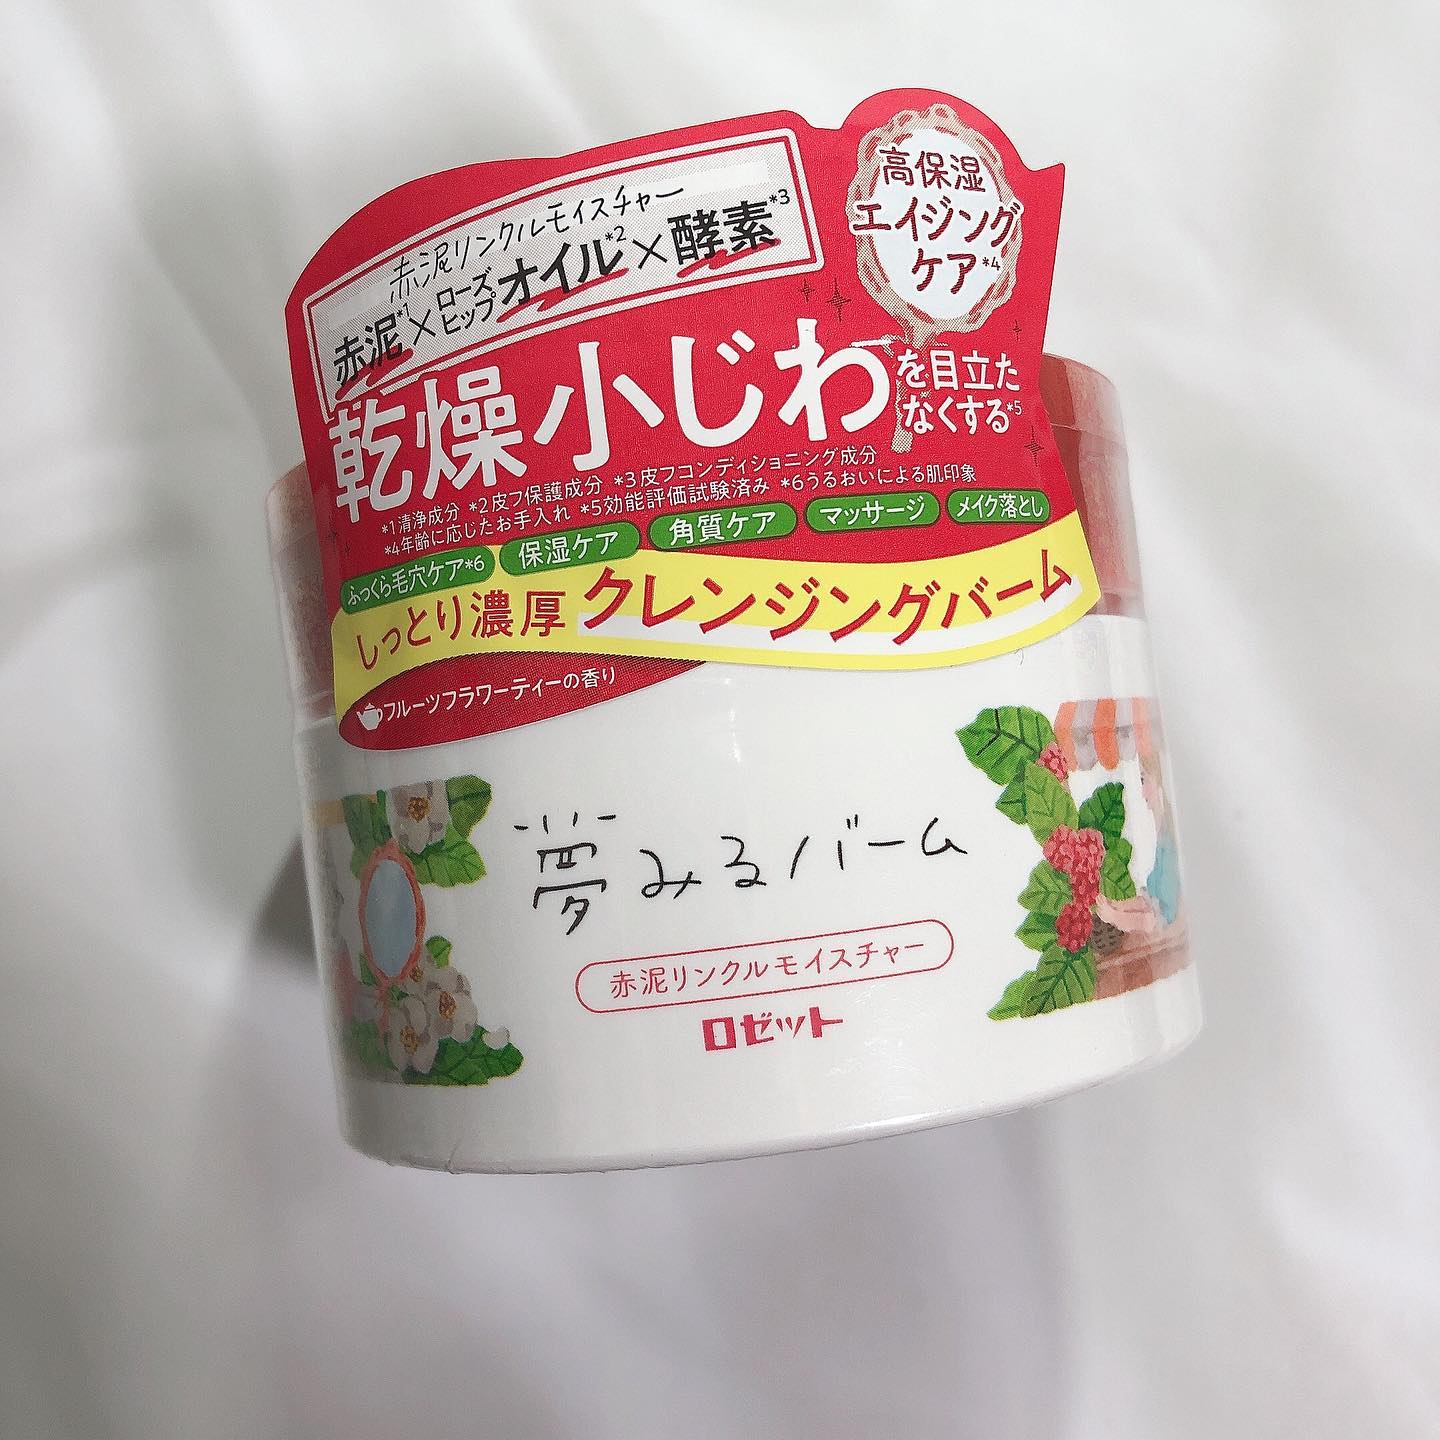 赤泥リンクルモイスチャー
赤泥*1×ローズヒップオイル*2×酵素*3
高保湿
エイジング
ケア*4
乾燥小じわを目立た
なくする*5
*1清浄成分 *2皮フ保護成分 *3皮フコンディショニング成分
*4年齢に応じたお手入れ *5効能評価試験済み *6うるおいによる肌印象
ふっくら毛穴ケア*6 保湿ケア 角質ケア マッサージ メイク落とし
しっとり濃厚クレンジングバーム
フルーツフラワーティーの香り
夢みるバーム
赤泥リンクルモイスチャー
ロゼット